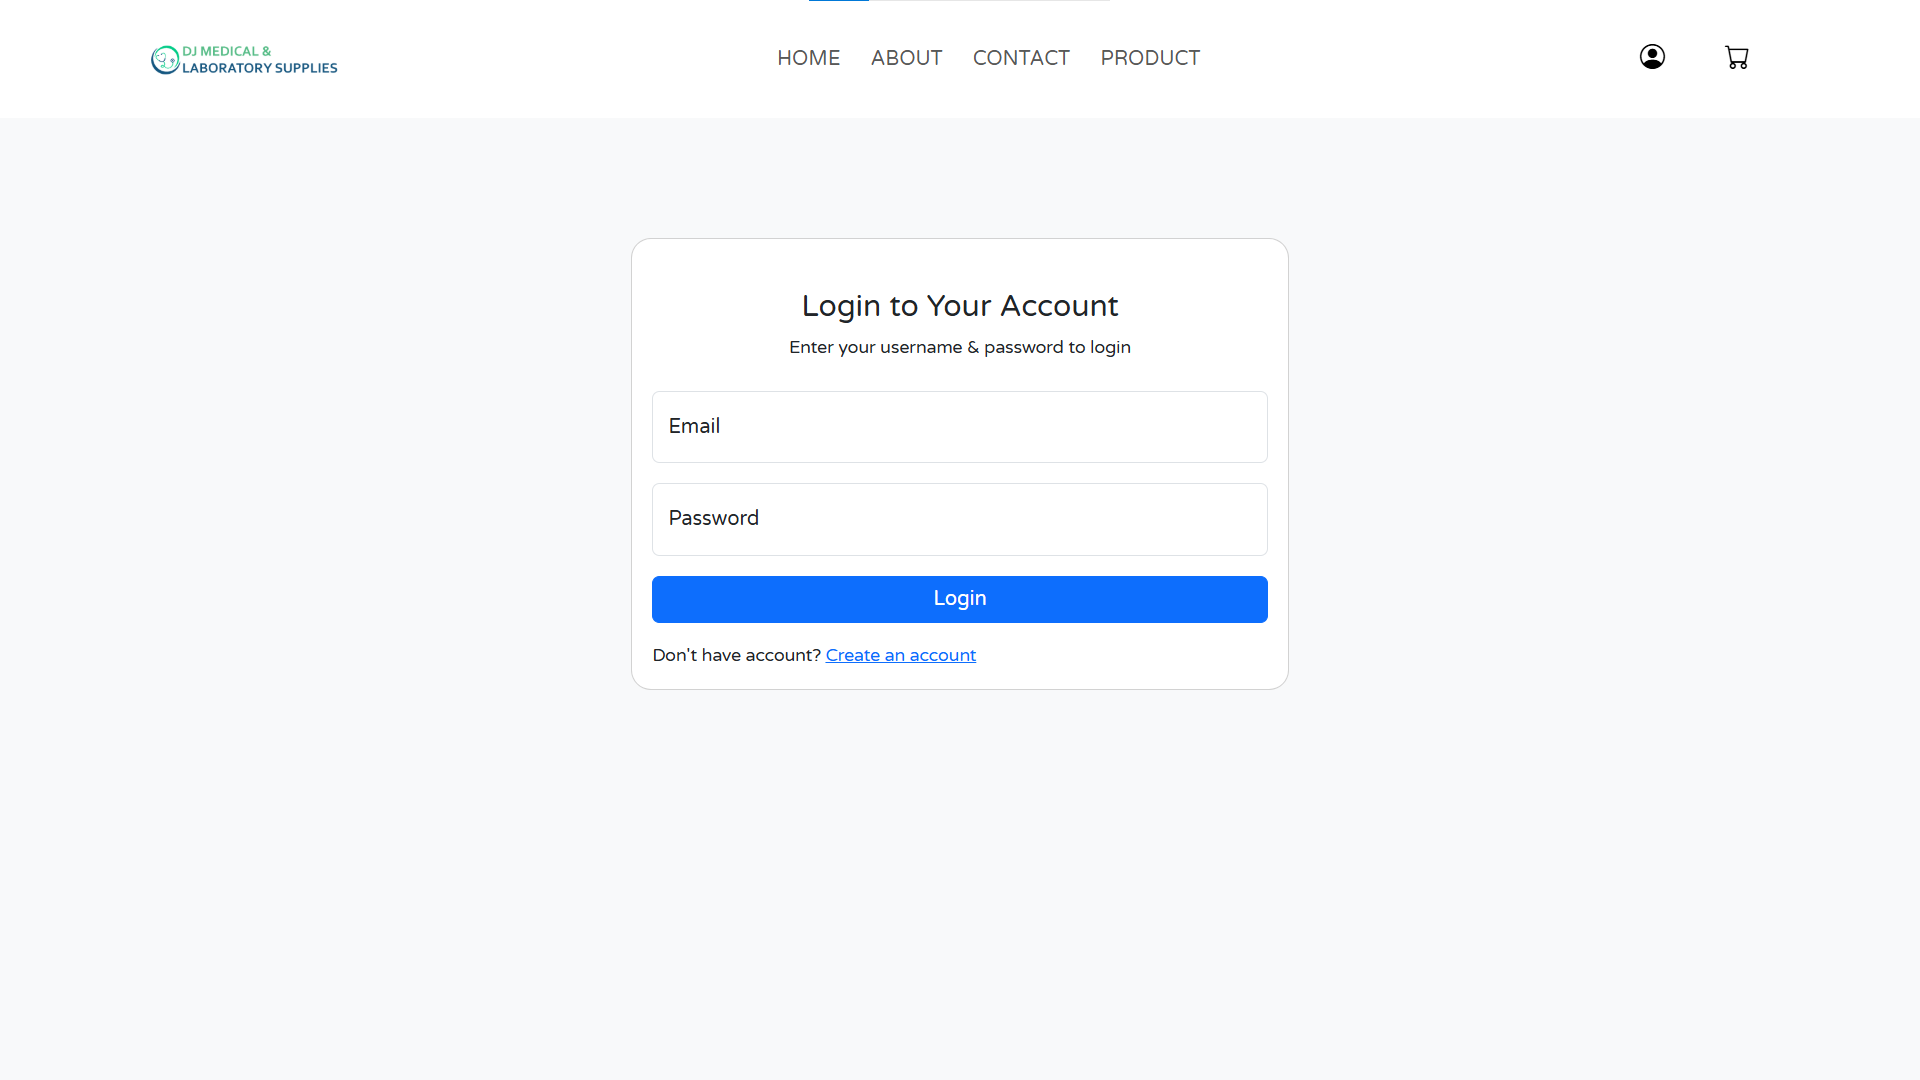 DJ MEDICAL &
LABORATORY SUPPLIES
HOME ABOUT CONTACT PRODUCT
Login to Your Account
Enter your username & password to login
Email
Password
Login
Don't have account? Create an account